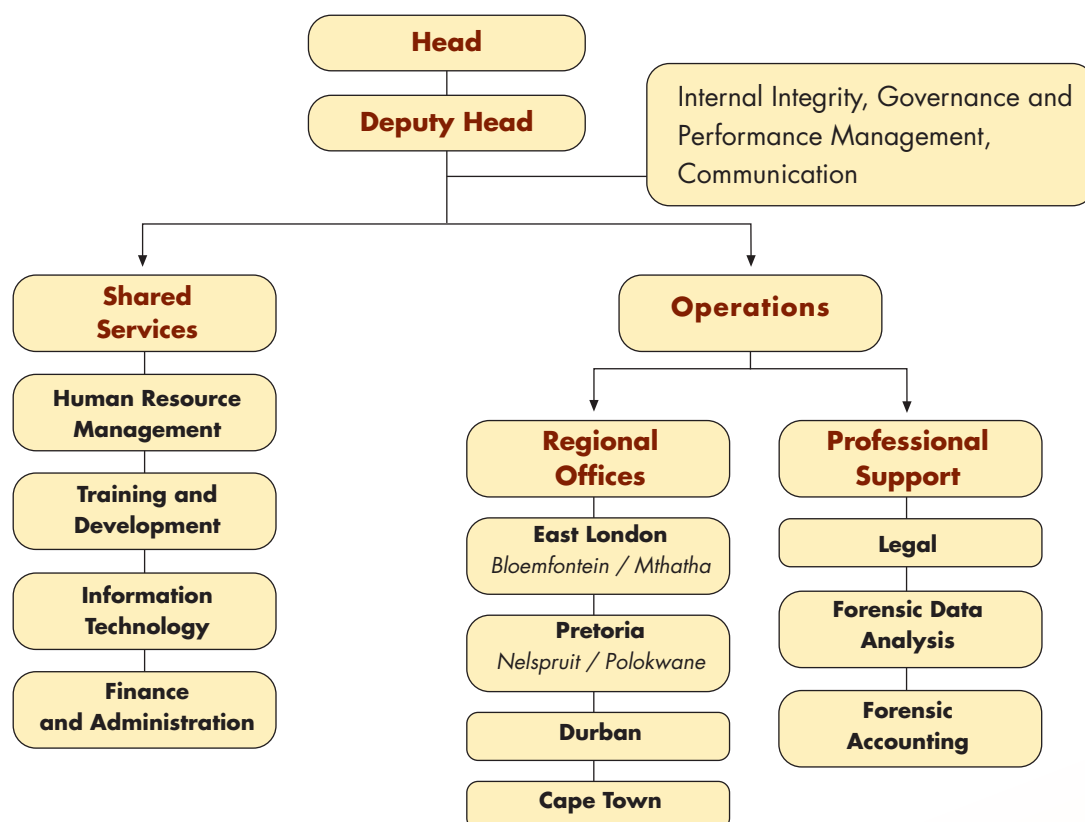 Head
Deputy Head
Internal Integrity, Governance and
Performance Management,
Communication
Shared
Services
Human Resource
Management
Training and
Development
Information
Technology
Finance
and Administration
Operations
Regional
Offices
East London
Bloemfontein / Mthatha
Pretoria
Nelspruit / Polokwane
Durban
Cape Town
Professional
Support
Legal
Forensic Data
Analysis
Forensic
Accounting